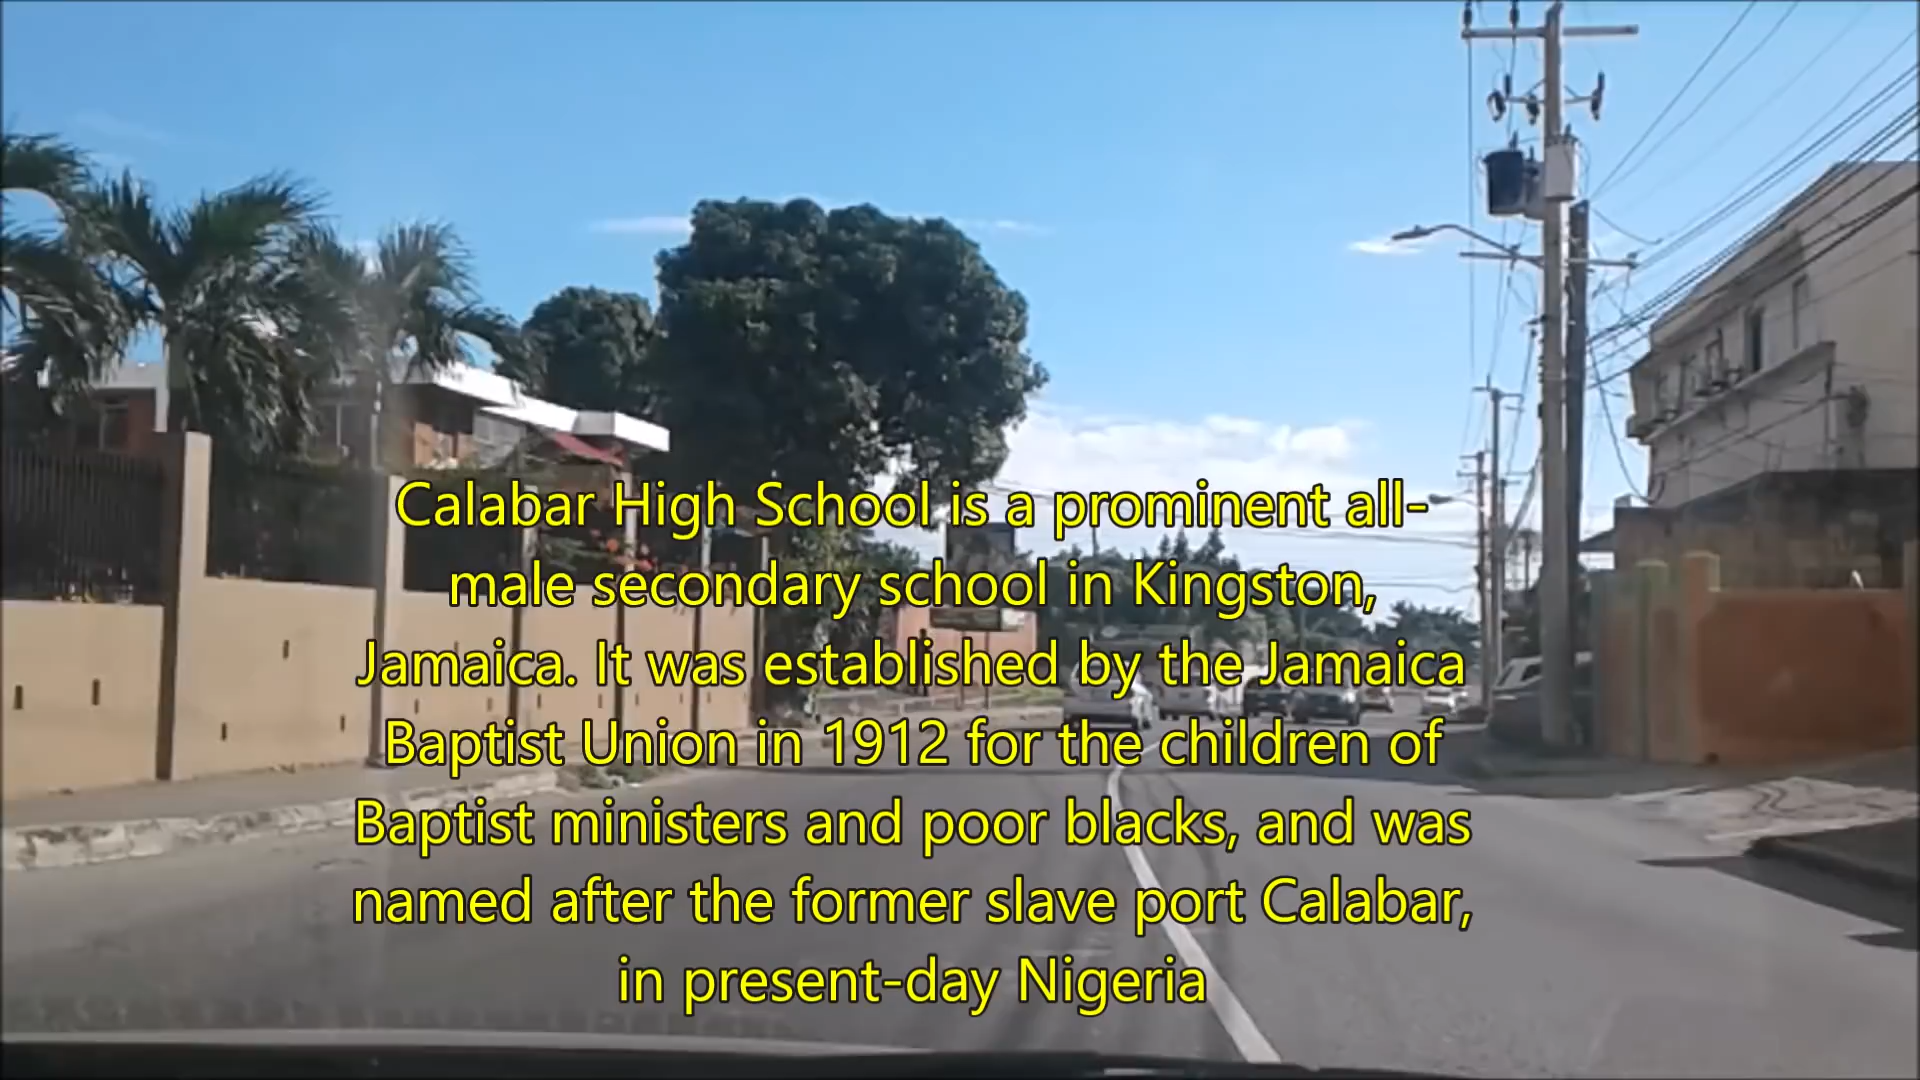 Calabar High School is a prominent all-
male secondary school in Kingston,
Jamaica. It was established by the Jamaica
Baptist Union in 1912 for the children of
Baptist ministers and poor blacks, and was
named after the former slave port Calabar,
in present-day Nigeria